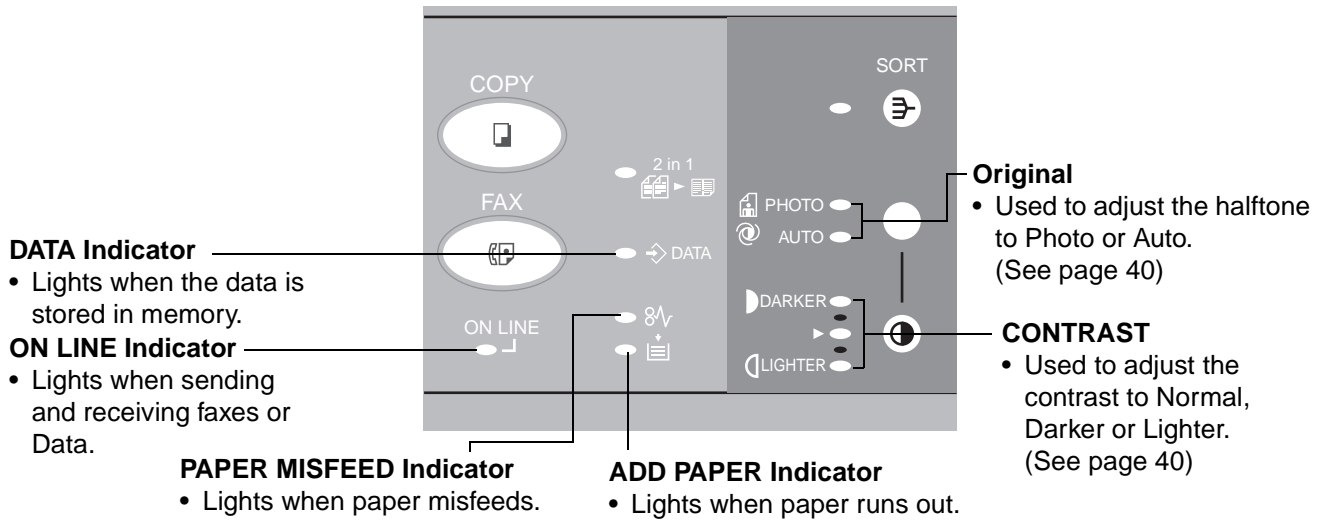 COPY
SORT
2 in 1
FAX
PHOTO
AUTO
DATA
DARKER
LIGHTER
ON LINE
DATA Indicator
• Lights when the data is
stored in memory.
ON LINE Indicator
• Lights when sending
and receiving faxes or
Data.
PAPER MISFEED Indicator
• Lights when paper misfeeds.
ADD PAPER Indicator
• Lights when paper runs out.
Original
• Used to adjust the halftone
to Photo or Auto.
(See page 40)
CONTRAST
• Used to adjust the
contrast to Normal,
Darker or Lighter.
(See page 40)